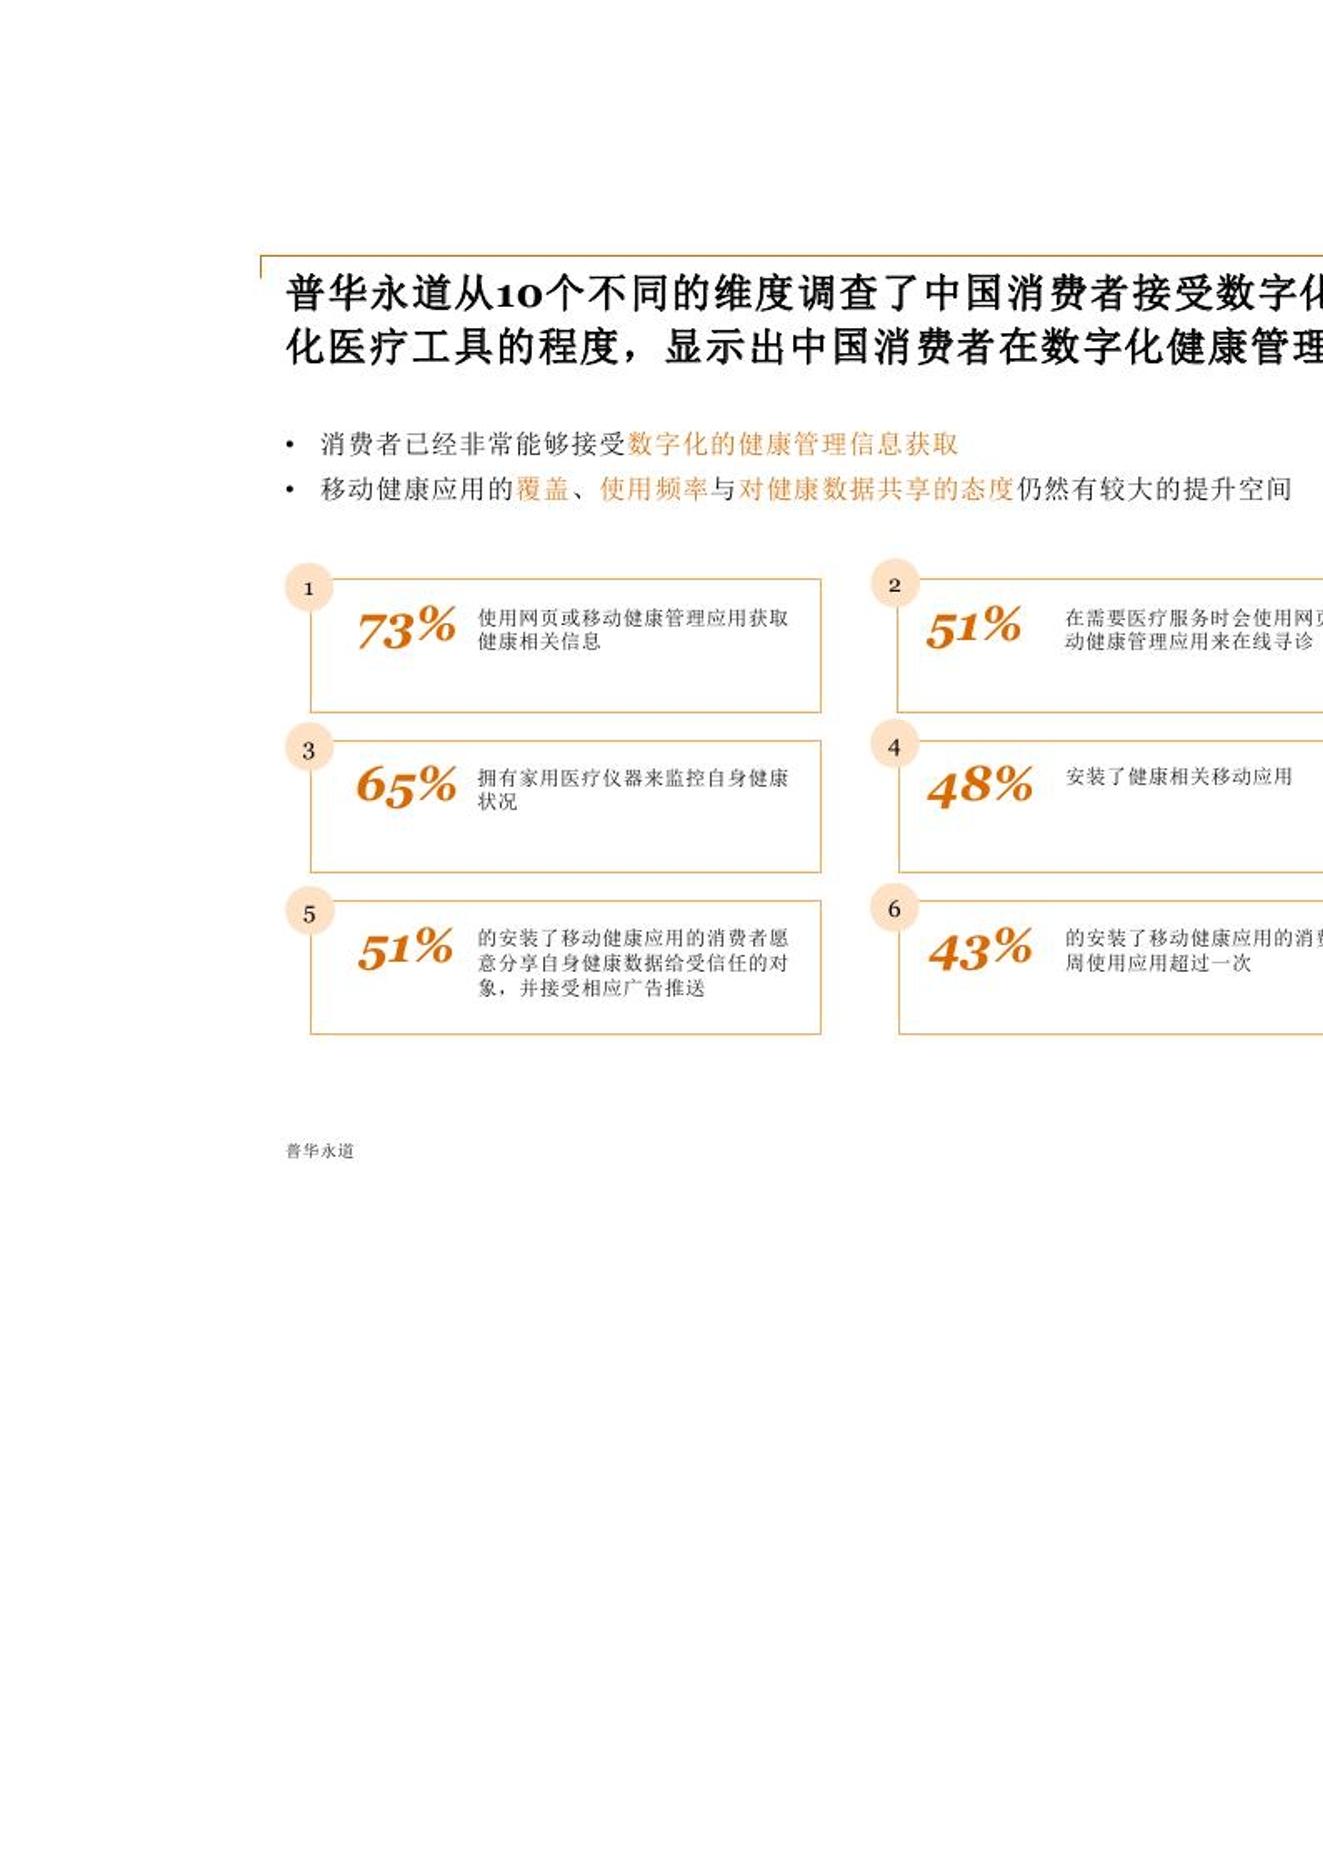 普华永道从10个不同的维度调查了中国消费者接受数字化
化医疗工具的程度，显示出中国消费者在数字化健康管理
• 消费者已经非常能够接受数字化的健康管理信息获取
• 移动健康应用的覆盖、使用频率与对健康数据共享的态度仍然有较大的提升空间
1
73%
使用网页或移动健康管理应用获取
健康相关信息
2
51%
在需要医疗服务时会使用网页
动健康管理应用来在线寻诊
3
65%
拥有家用医疗仪器来监控自身健康
状况
4
48%
安装了健康相关移动应用
5
51%
的安装了移动健康应用的消费者愿
意分享自身健康数据给受信任的对
象，并接受相应广告推送
6
43%
的安装了移动健康应用的消费
周使用应用超过一次
普华永道